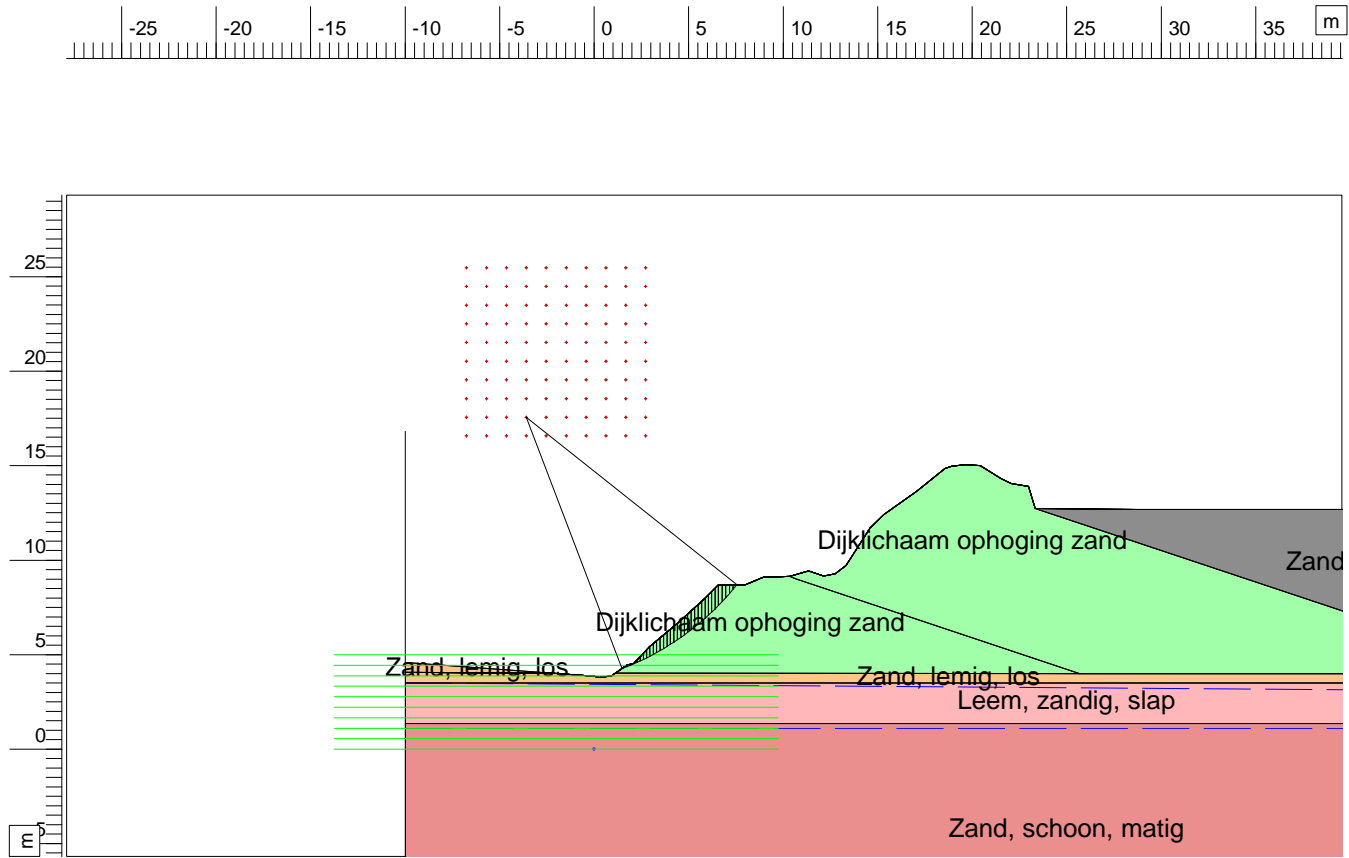 -25 -20 -15 -10 -5 0 5 10 15 20 25 30 35 m
25
20
15
10
Dijklichaam ophoging zand
Zand
5
Dijklichaam ophoging zand
Zand, lemig, los
Zand, lemig, los
Leem, zandig, slap
0
Zand, schoon, matig
m